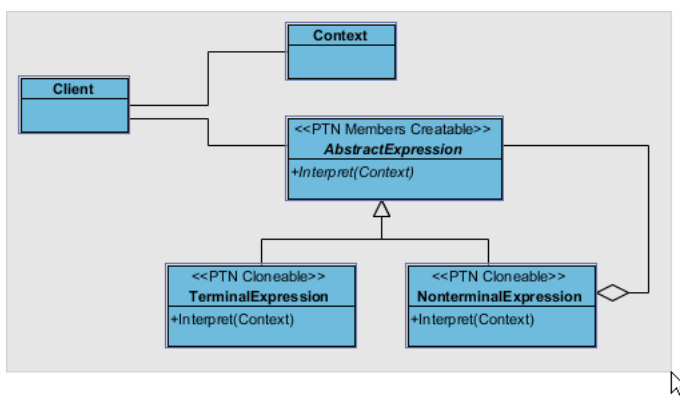 Context
Client
<<PTN Members Creatable>>
AbstractExpression
+Interpret(Context)
<<PTN Cloneable>>
TerminalExpression
+Interpret(Context)
<<PTN Cloneable>>
NonterminalExpression
+Interpret(Context)